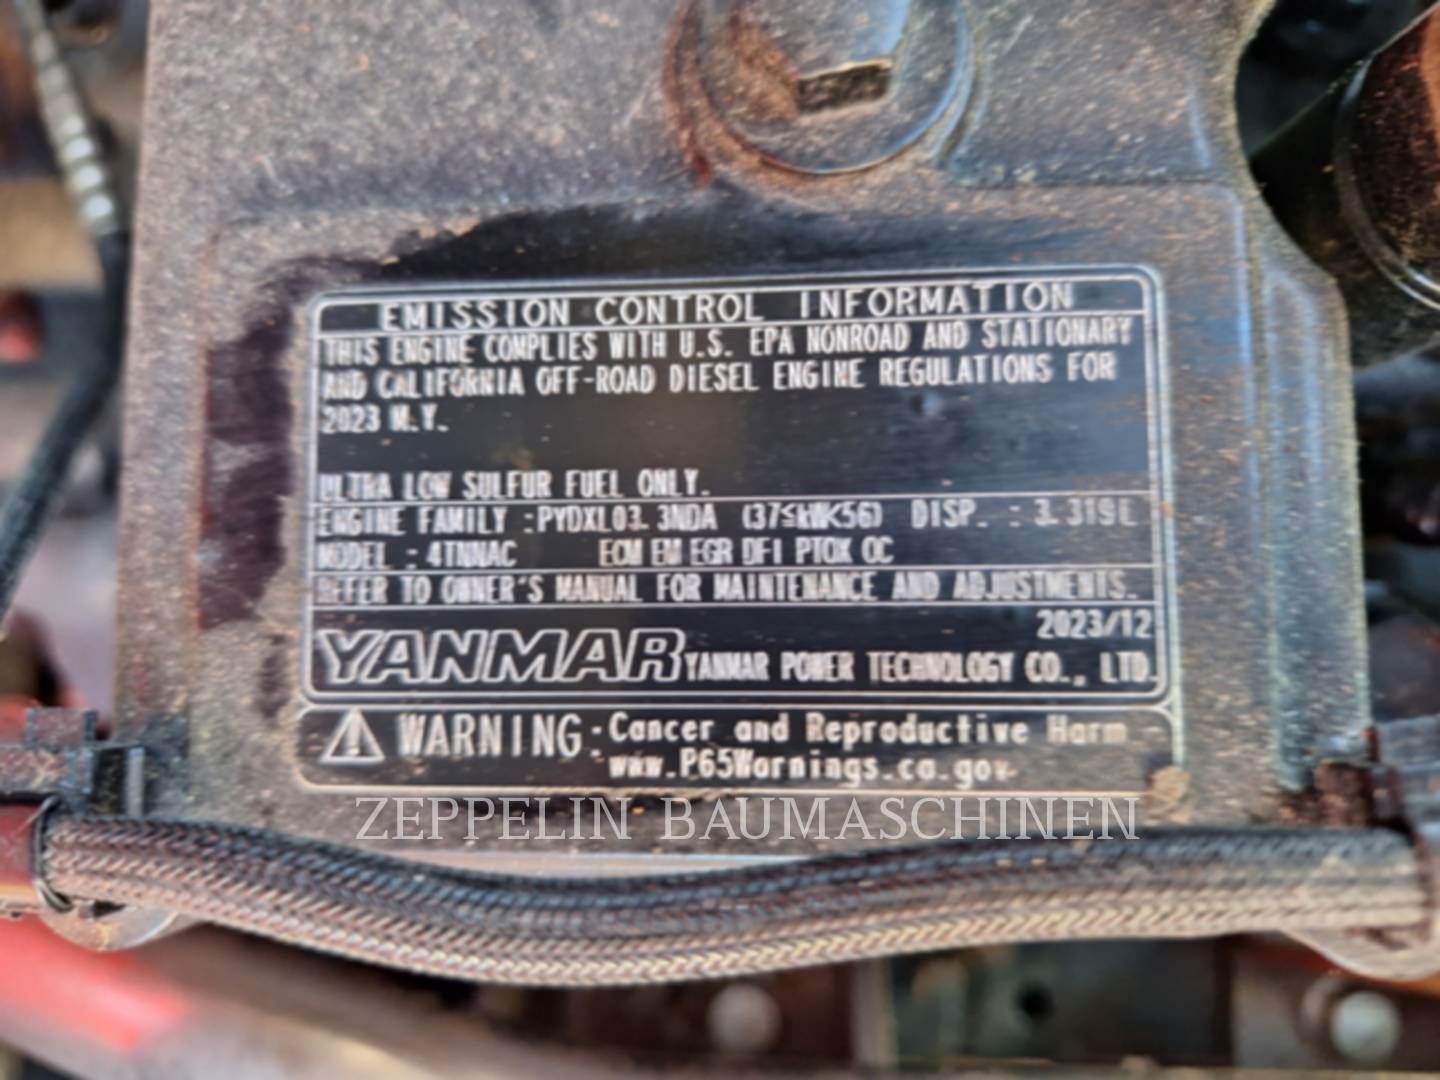 EMISSION CONTROL INFORMATION
THIS ENGINE COMPLIES WITH U.S. EPA NONROAD AND STATIONARY
AND CALIFORNIA OFF-ROAD DIESEL ENGINE REGULATIONS FOR
2023 M.Y.
ULTRA LOW SULFUR FUEL ONLY.
ENGINE FAMILY :PYDXL03.3NDA (37≤kW<56) DISP. : 3.319L
MODEL : ECM EM EGR DFI PTOX OC
REFER TO OWNER'S MANUAL FOR MAINTENANCE AND ADJUSTMENTS.
2023/12
YANMAR YANMAR POWER TECHNOLOGY CO., LTD.
WARNING: Cancer and Reproductive Harm -
www.P65Warnings.ca.gov
ZEPPELIN BAUMASCHINEN